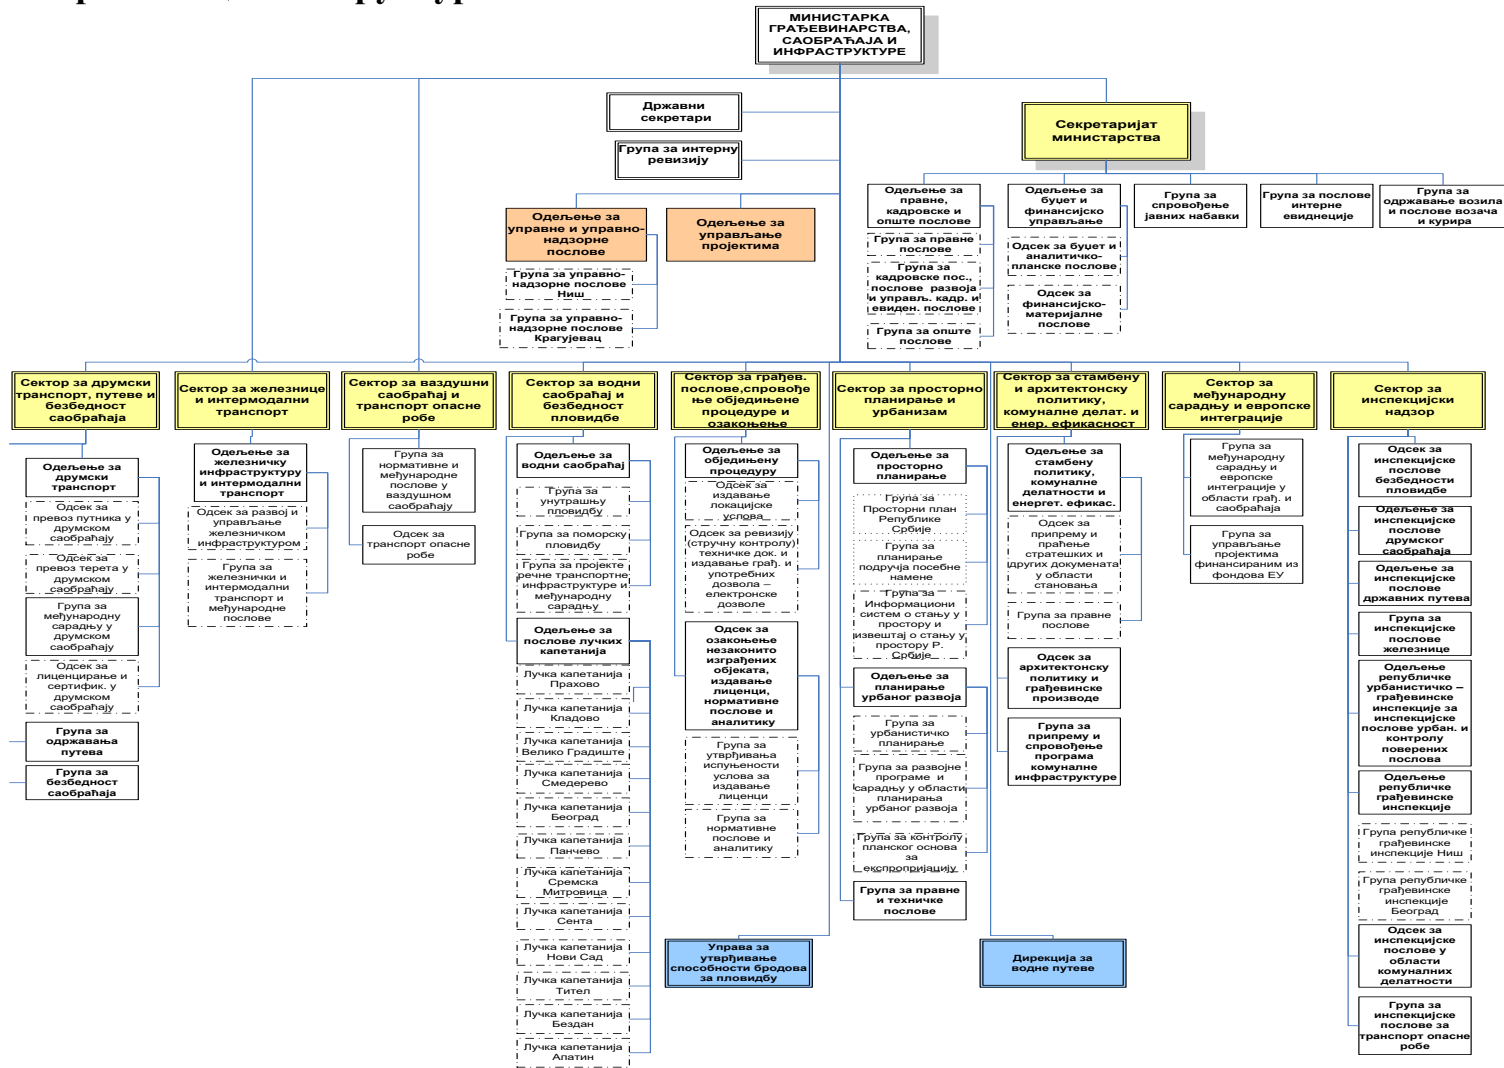 МИНИСТАРКА
ГРАЂЕВИНАРСТВА,
САОБРАЋАЈА И
ИНФРАСТРУКТУРЕ
Државни
секретари
Група за интерну
ревизију
Секретаријат
министарства
Одељење за
управне и управно-
надзорне
послове
Група за управно-
надзорне послове
Ниш
Група за управно-
надзорне послове
Крагујевац
Одељење за
управљање
пројектима
Одељење за
правне,
кадровске и
опште послове
Група за правне
послове
Група за
кадровске пос.,
послове развоја
и управљ. кадр. и
евиден. послове
Група за опште
послове
Одељење за
буџет и
финансијско
управљање
Одсек за буџет и
аналитичко-
планске послове
Одсек за
финансијско-
материјалне
послове
Група за
спровођење
јавних набавки
Група за послове
интерне
евиднеције
Група за
одржавање возила
и послове возача
и курира
Сектор за друмски
транспорт, путеве и
безбедност
саобраћаја
Одељење за
друмски
транспорт
Одсек за
превоз путника у
друмском
саобраћају
Одсек за
превоз терета у
друмском
саобраћају
Група за
међународну
сарадњу у
друмском
саобраћају
Одсек за
лиценцирање и
сертифик. у
друмском
саобраћају
Група за
одржавања
путева
Група за
безбедност
саобраћаја
Сектор за железнице
и интермодални
транспорт
Одељење за
железничку
инфраструктуру
и интермодални
транспорт
Одсек за развој и
управљање
железничком
инфраструктуром
Група за
железнички и
интермодални
транспорт и
међународне
послове
Сектор за ваздушни
саобраћај и
транспорт опасне
робе
Група за
нормативне и
међународне
послове у
ваздушном
саобраћају
Одсек за
транспорт опасне
робе
Сектор за водни
саобраћај и
безбедност
пловидбе
Одељење за
водни саобраћај
Група за
унутрашњу
пловидбу
Група за поморску
пловидбу
Група за пројекте
речне транспортне
инфраструктуре и
међународну
сарадњу
Одељење за
послове лучких
капетанија
Лучка капетанија
Прахово
Лучка капетанија
Кладово
Лучка капетанија
Велико Градиште
Лучка капетанија
Смедерево
Лучка капетанија
Београд
Лучка капетанија
Панчево
Лучка капетанија
Сремска
Митровица
Лучка капетанија
Сента
Лучка капетанија
Нови Сад
Лучка капетанија
Тител
Лучка капетанија
Бездан
Лучка капетанија
Апатин
Сектор за грађев.
послове,спровође
ње обједињене
процедуре и
озакоњење
Одељење за
обједињену
процедуру
Одсек за
издавање
локацијске
услова
Одсек за ревизију
(стручну контролу)
техничке док. и
издавање грађ. и
употребних
дозвола –
електронске
дозволе
Одсек за
озакоњење
незаконито
изграђених
објеката,
издавање
лиценци,
нормативне
послове и
аналитику
Група за
утврђивања
испуњености
услова за
издавање
лиценци
Група за
нормативне
послове и
аналитику
Сектор за просторно
планирање и
урбанизам
Одељење за
просторно
планирање
Група за
Просторни план
Републике
Србије
Група за
планирање
подручја посебне
намене
Група за
Информациони
систем о стању у
простору и
извештај о стању у
простору Р.
Србије
Одељење за
планирање
урбаног развоја
Група за
урбанистичко
планирање
Група за развојне
програме и
сарадњу у области
планирања
урбаног развоја
Група за контролу
планског основа
за
експропријацију
Група за правне
и техничке
послове
Сектор за стамбену
и архитектонску
политику,
комуналне делат. и
енер. ефикасност
Одељење за
стамбену
политику,
комуналне
делатности и
енергет. ефикас.
Одсек за
припрему и
праћење
стратешких и
других докумената
у области
становања
Група за правне
послове
Одсек за
архитектонску
политику и
грађевинске
производе
Група за
припрему и
спровођење
програма
комуналне
инфраструктуре
Сектор за
међународну
сарадњу и европске
интеграције
Група за
међународну
сарадњу и
европске
интеграције у
области грађ. и
саобраћаја
Група за
управљање
пројектима
финансираним из
фондова ЕУ
Сектор за
инспекцијски
надзор
Одсек за
инспекцијске
послове
безбедности
пловидбе
Одељење за
инспекцијске
послове
друмског
саобраћаја
Одељење за
инспекцијске
послове
државних путева
Група за
инспекцијске
послове
железнице
Одељење
републичке
урбанистичко –
грађевинске
инспекције за
инспекцијске
послове урбан. и
контролу
поверених
послова
Одељење
републичке
грађевинске
инспекције
Група републичке
грађевинске
инспекције Ниш
Група републичке
грађевинске
инспекције
Београд
Одсек за
инспекцијске
послове у
области
комуналних
делатности
Група за
инспекцијске
послове за
транспорт опасне
робе
Управа за
утврђивање
способности бродова
за пловидбу
Дирекција за
водне путеве